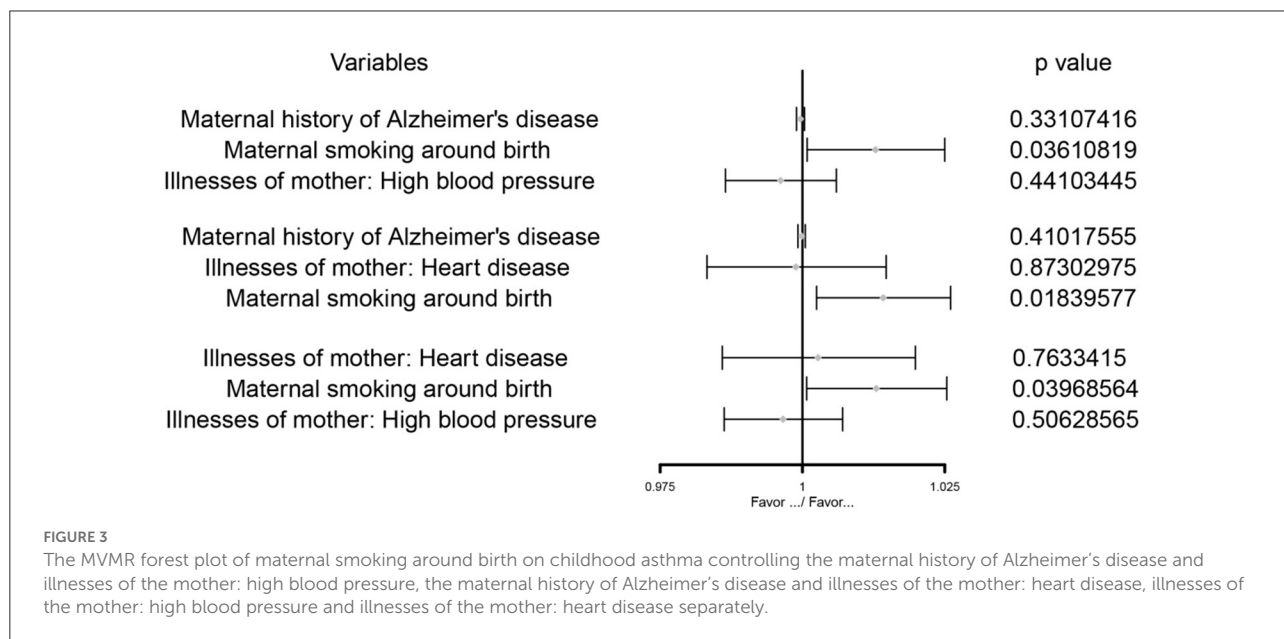 Variables p value
Maternal history of Alzheimer's disease 0.33107416
Maternal smoking around birth 0.03610819
Illnesses of mother: High blood pressure 0.44103445
Maternal history of Alzheimer's disease 0.41017555
Illnesses of mother: Heart disease 0.87302975
Maternal smoking around birth 0.01839577
Illnesses of mother: Heart disease 0.7633415
Maternal smoking around birth 0.03968564
Illnesses of mother: High blood pressure 0.50628565
0.975 1 1.025
Favor .../ Favor...
FIGURE 3
The MVMR forest plot of maternal smoking around birth on childhood asthma controlling the maternal history of Alzheimer's disease and
illnesses of the mother: high blood pressure, the maternal history of Alzheimer's disease and illnesses of the mother: heart disease, illnesses of
the mother: high blood pressure and illnesses of the mother: heart disease separately.